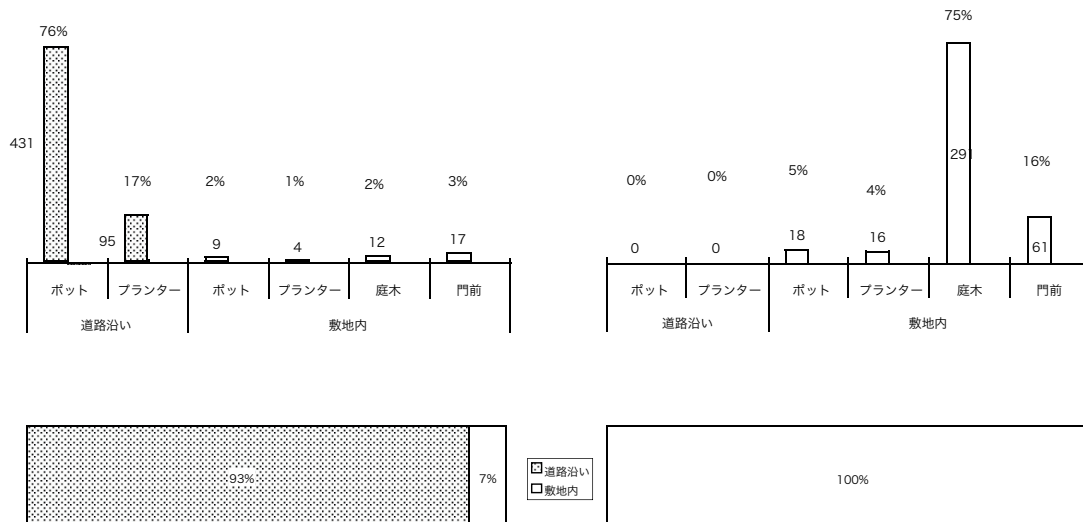 76%
431
17%
95
2%
9
1%
4
2%
12
3%
17
ポット
プランター
ポット
プランター
庭木
門前
道路沿い
敷地内
0%
0
0%
0
5%
18
4%
16
75%
291
16%
61
ポット
プランター
ポット
プランター
庭木
門前
道路沿い
敷地内
93%
7%
道路沿い
敷地内
100%